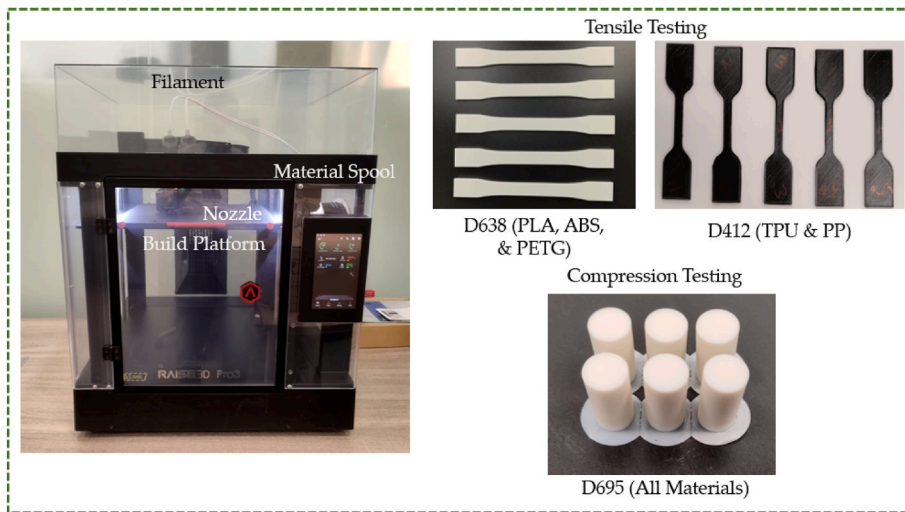 Tensile Testing
Filament
Material Spool
Nozzle
Build Platform
RAISE3D Pro3
D638 (PLA, ABS,
& PETG)
D412 (TPU & PP)
Compression Testing
D695 (All Materials)